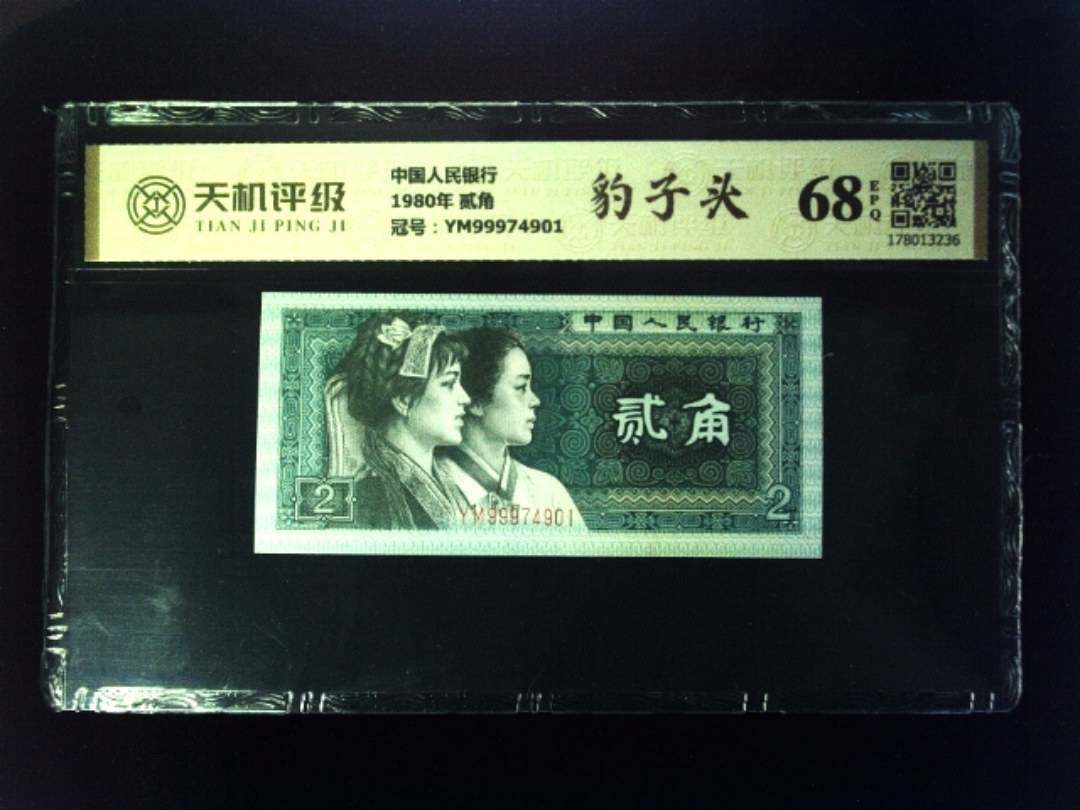 天机评级
TIAN JI PING JI
中国人民银行
1980年 贰角
冠号：YM99974901
豹子头
68
EPQ
178013236
中国人民银行
贰角
2
YM99974901
2